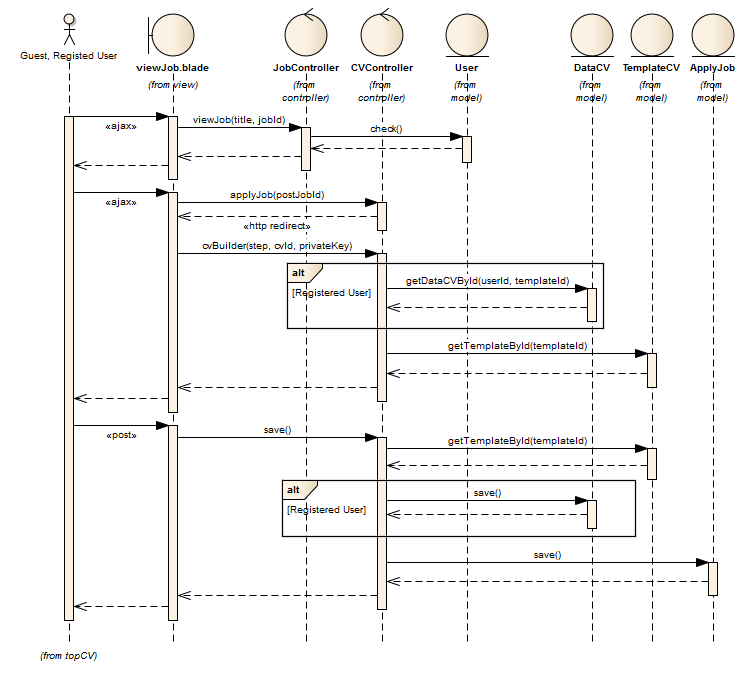 Guest, Registed User
viewJob.blade
JobController
CVController
User
DataCV
TemplateCV
ApplyJob
(from view)
(from
controller)
(from
controller)
(from
model)
(from
model)
(from
model)
(from
model)
«ajax»
viewJob(title, jobId)
check()
«ajax»
applyJob(postJobId)
«http redirect»
cvBuilder(step, cvId, privateKey)
alt
[Registered User]
getDataCVById(userId, templateId)
getTemplateById(templateId)
«post»
save()
getTemplateById(templateId)
alt
[Registered User]
save()
save()
(from topCV)